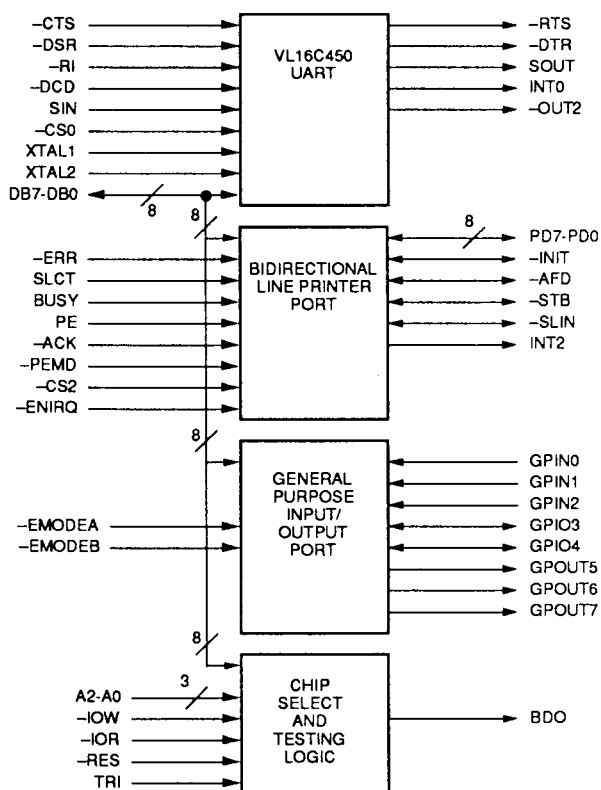 –CTS
–DSR
–RI
–DCD
SIN
–CS0
XTAL1
XTAL2
DB7-DB0
8
8
VL16C450
UART
–RTS
–DTR
SOUT
INT0
–OUT2
–ERR
SLCT
BUSY
PE
–ACK
–PEMD
–CS2
–ENIRQ
BIDIRECTIONAL
LINE PRINTER
PORT
8
PD7-PD0
–INIT
–AFD
–STB
–SLIN
INT2
8
–EMODEA
–EMODEB
GENERAL
PURPOSE
INPUT/
OUTPUT
PORT
GPIN0
GPIN1
GPIN2
GPIO3
GPIO4
GPOUT5
GPOUT6
GPOUT7
8
A2-A0
3
–IOW
–IOR
–RES
TRI
CHIP
SELECT
AND
TESTING
LOGIC
BDO